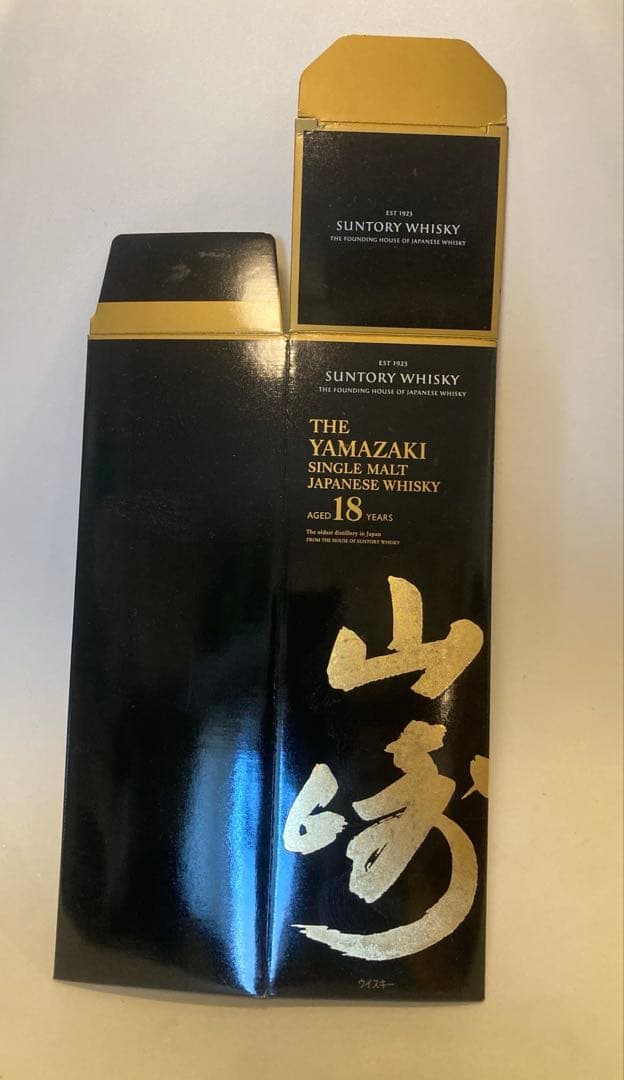 EST 1923
SUNTORY WHISKY
THE FOUNDING HOUSE OF JAPANESE WHISKY
EST 1923
SUNTORY WHISKY
THE FOUNDING HOUSE OF JAPANESE WHISKY
THE
YAMAZAKI
SINGLE MALT
JAPANESE WHISKY
AGED 18 YEARS
The oldest distillery in Japan
FROM THE HOUSE OF SUNTORY WHISKY
山
崎
ウイスキー